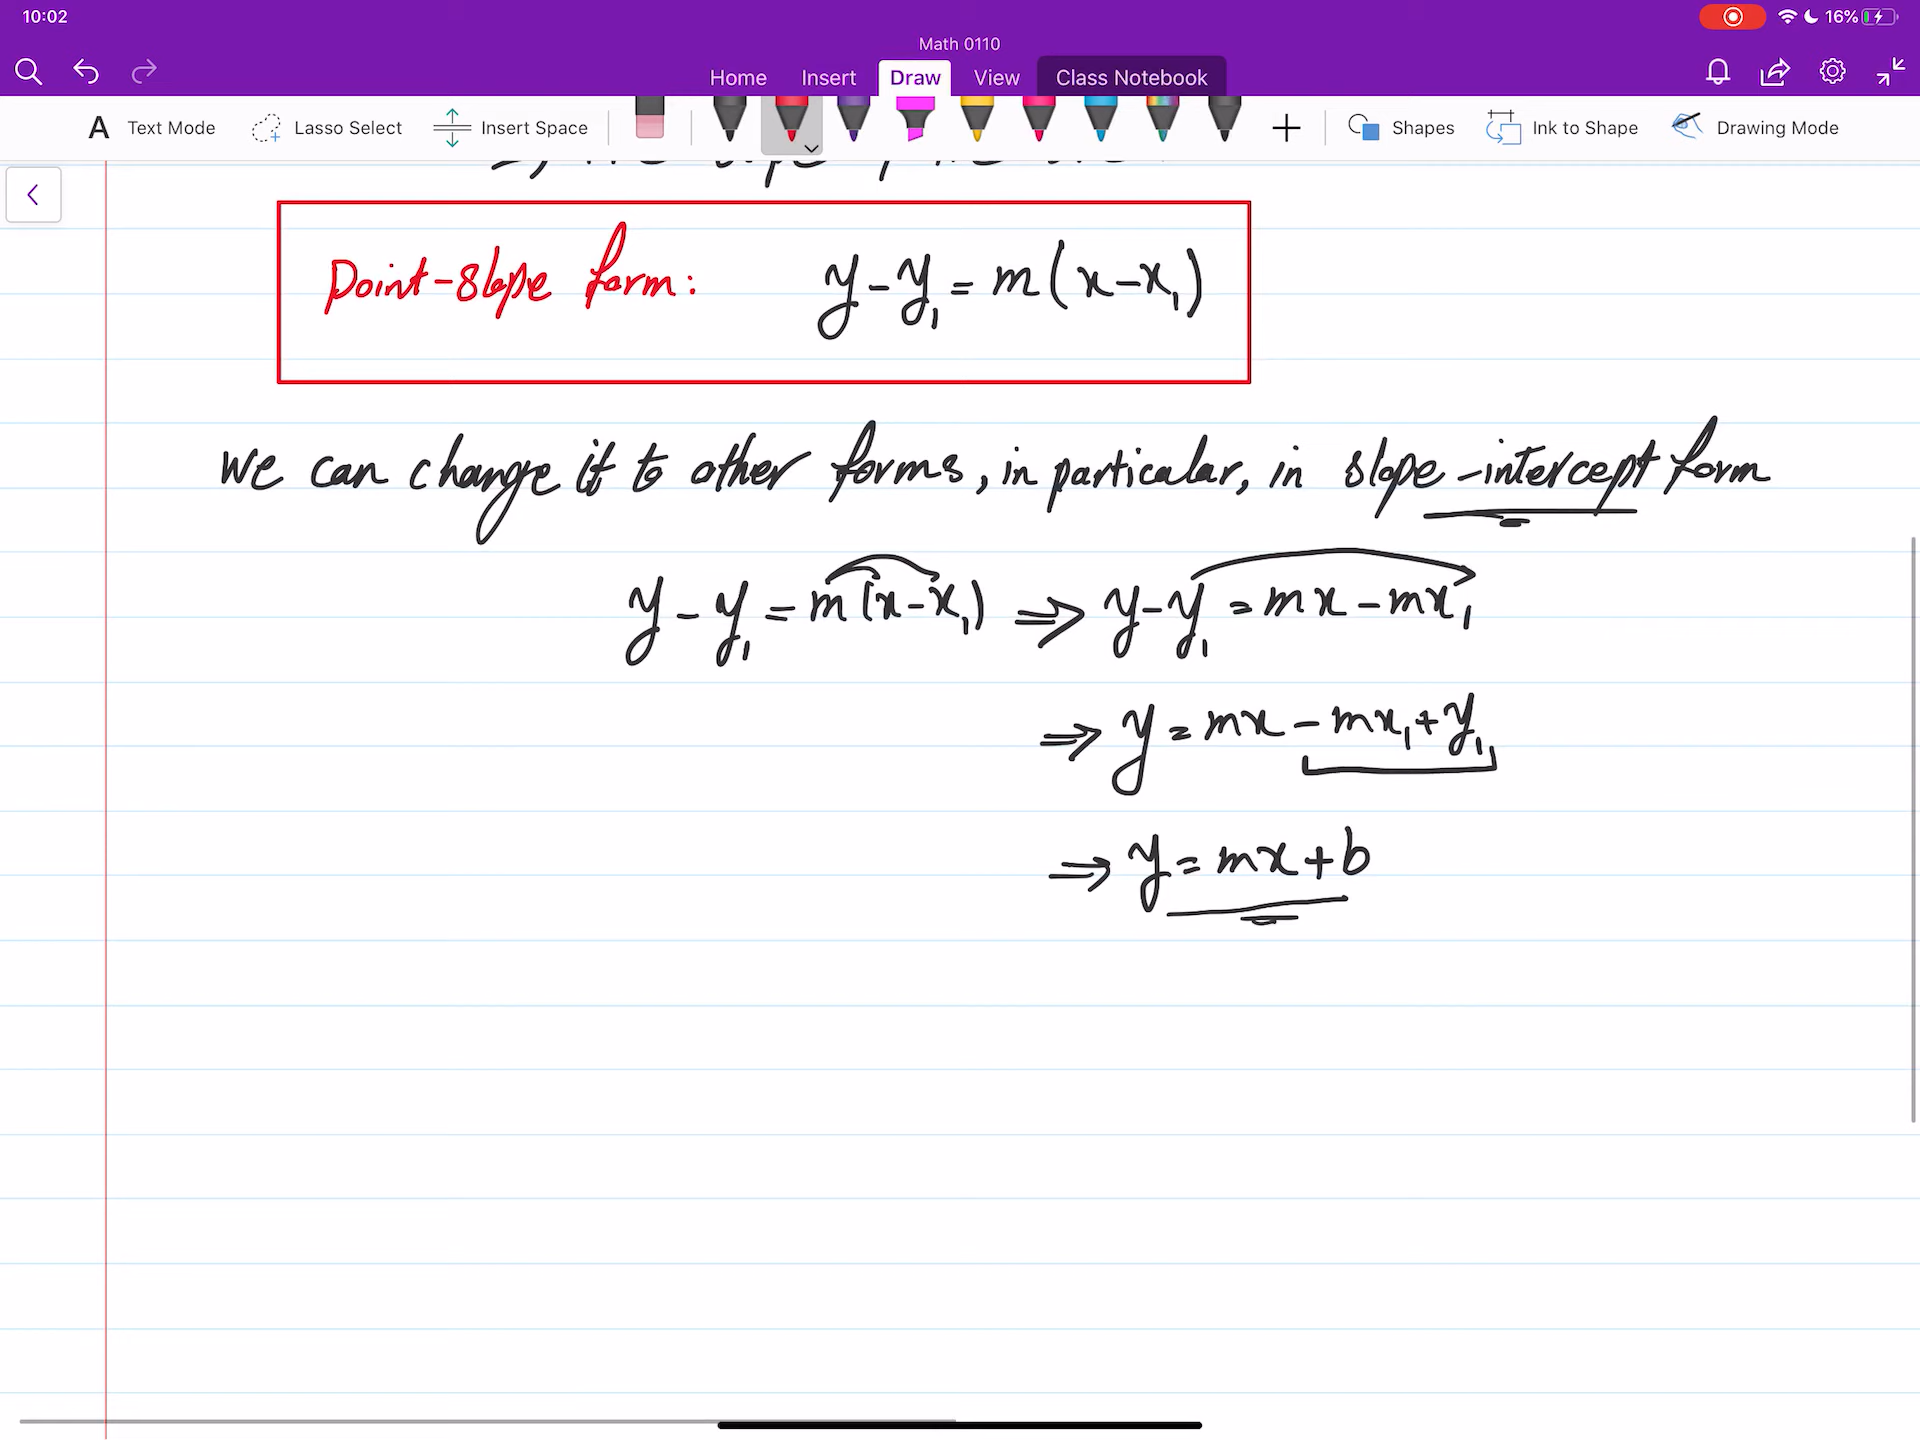 10:02
16%
Math 0110
Home Insert Draw View Class Notebook
A Text Mode Lasso Select Insert Space Shapes Ink to Shape Drawing Mode
Point-slope form: y-y₁ = m(x-x₁)
We can change it to other forms, in particular, in slope-intercept form
y - y₁ = m(x-x₁) ⇒ y-y₁ = mx - mx₁
⇒ y = mx - mx₁ + y₁
⇒ y = mx + b